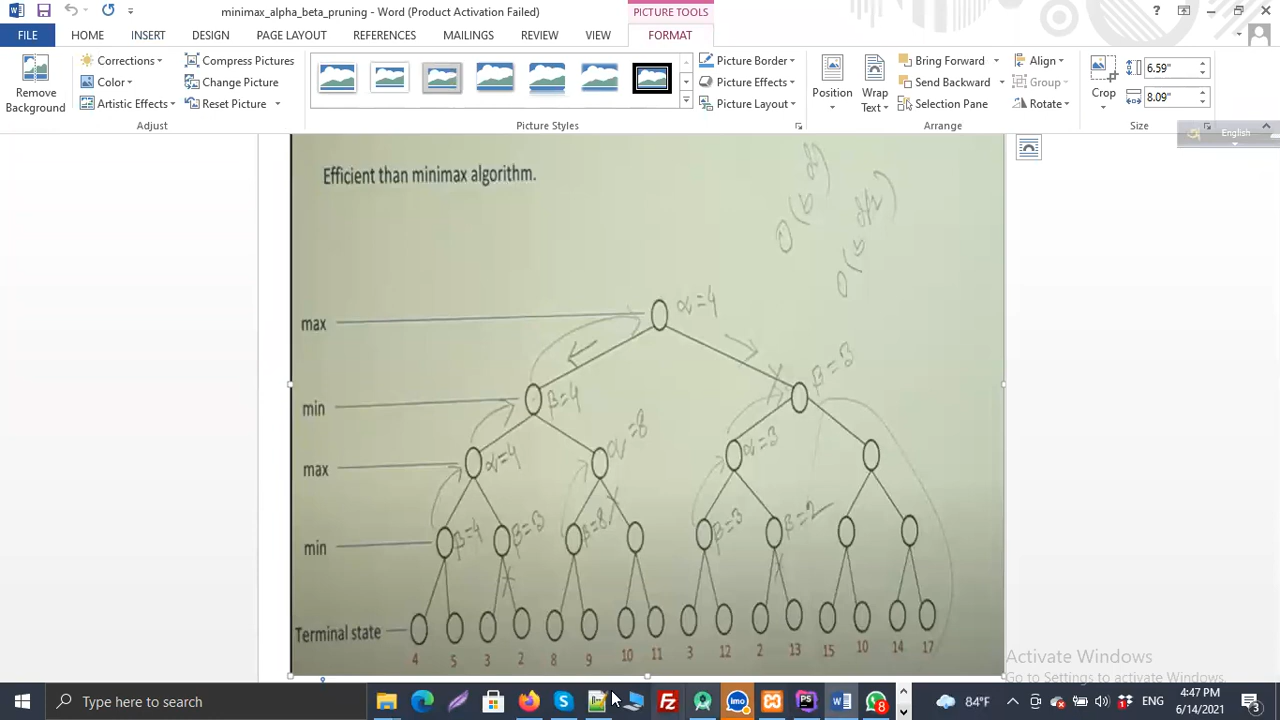 minimax_alpha_beta_pruning - Word (Product Activation Failed)
PICTURE TOOLS
FILE HOME INSERT DESIGN PAGE LAYOUT REFERENCES MAILINGS REVIEW VIEW FORMAT
Remove Background
Corrections
Color
Artistic Effects
Compress Pictures
Change Picture
Reset Picture
Adjust
Picture Styles
Picture Border
Picture Effects
Picture Layout
Position
Wrap Text
Bring Forward
Send Backward
Selection Pane
Align
Group
Rotate
Arrange
Crop
6.59"
8.09"
Size
English
Efficient than minimax algorithm.
O(b^d)
O(b^d/2)
max
α=4
min
β=4
β=3
max
α=4
α=8
α=3
min
β=4
β=3
β=8
β=3
β=2
Terminal state
4 5 3 2 8 9 10 11 3 12 2 13 15 10 14 17
Activate Windows
Go to Settings to activate Windows.
Type here to search
84°F
ENG
4:47 PM
6/14/2021